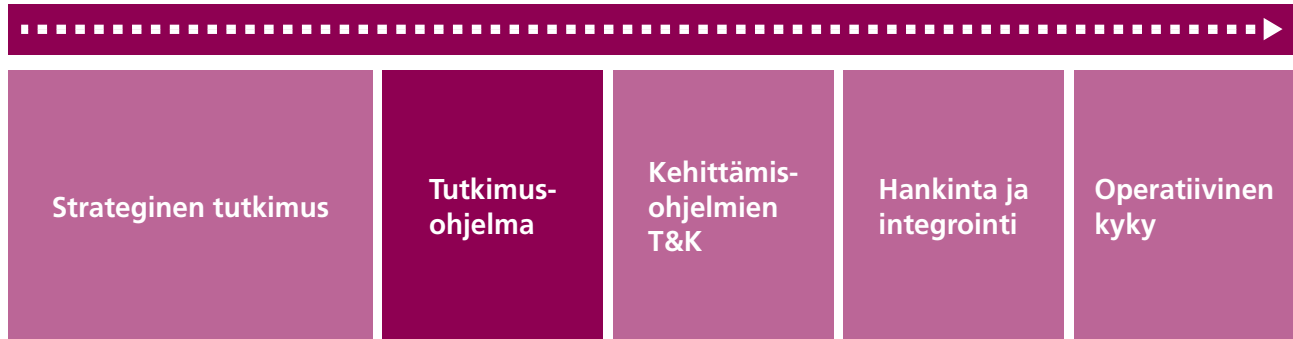 Strateginen tutkimus
Tutkimus-
ohjelma
Kehittämis-
ohjelmien
T&K
Hankinta ja
integrointi
Operatiivinen
kyky